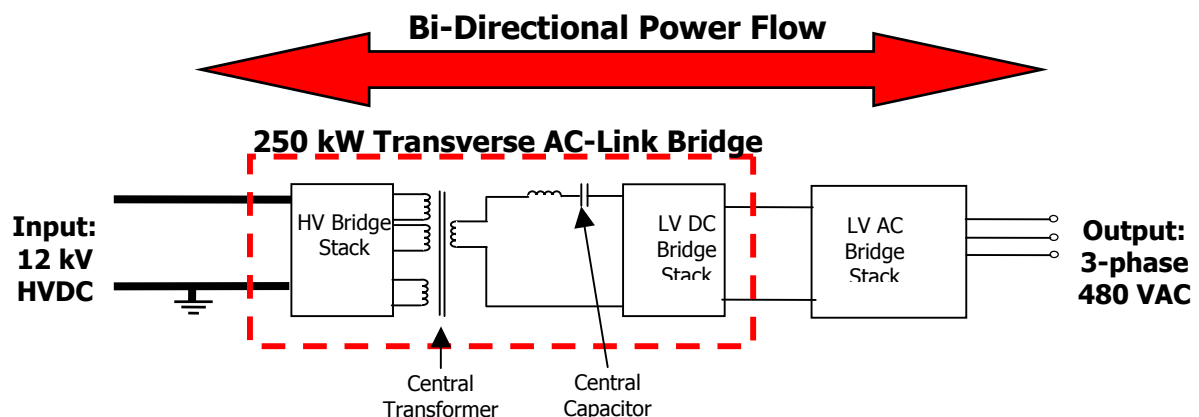 Bi-Directional Power Flow
250 kW Transverse AC-Link Bridge
Input:
12 kV
HVDC
HV Bridge
Stack
LV DC
Bridge
Stack
LV AC
Bridge
Stack
Output:
3-phase
480 VAC
Central
Transformer
Central
Capacitor